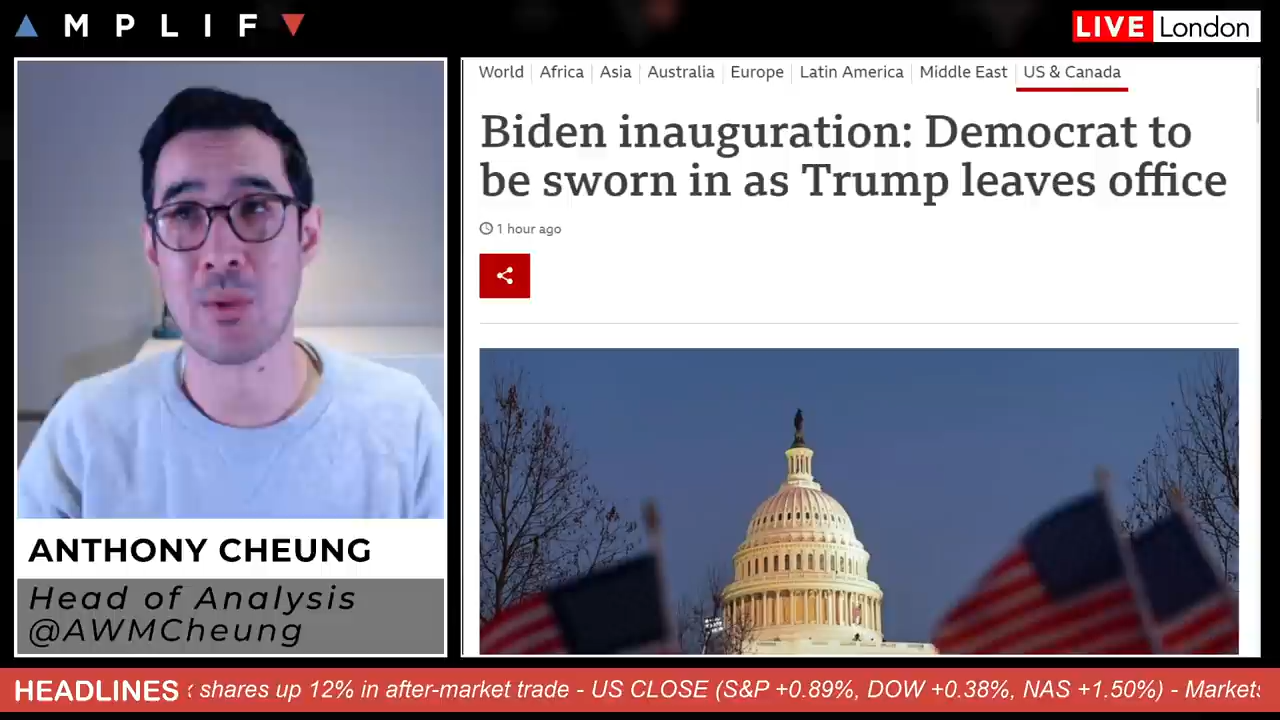 AMPLIFY
LIVE London
World Africa Asia Australia Europe Latin America Middle East US & Canada
Biden inauguration: Democrat to
be sworn in as Trump leaves office
1 hour ago
ANTHONY CHEUNG
Head of Analysis
@AWMCheung
HEADLINES shares up 12% in after-market trade - US CLOSE (S&P +0.89%, DOW +0.38%, NAS +1.50%) - Markets